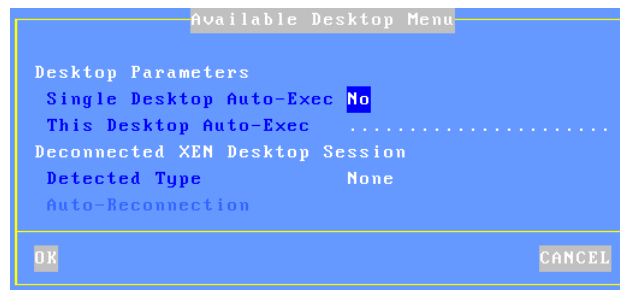 Available Desktop Menu
Desktop Parameters
Single Desktop Auto-Exec No
This Desktop Auto-Exec ......................
Deconnected XEN Desktop Session
Detected Type None
Auto-Reconnection
OK CANCEL